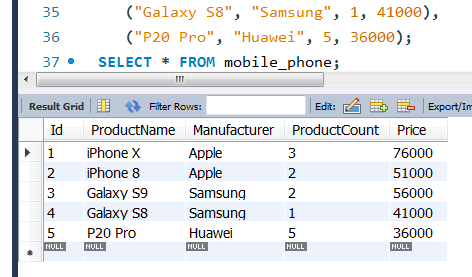 35 ("Galaxy S8", "Samsung", 1, 41000),
36 ("P20 Pro", "Huawei", 5, 36000);
37 SELECT * FROM mobile_phone;
Result Grid Filter Rows: Edit: Export/Im
Id ProductName Manufacturer ProductCount Price
1 iPhone X Apple 3 76000
2 iPhone 8 Apple 2 51000
3 Galaxy S9 Samsung 2 56000
4 Galaxy S8 Samsung 1 41000
5 P20 Pro Huawei 5 36000
NULL NULL NULL NULL NULL